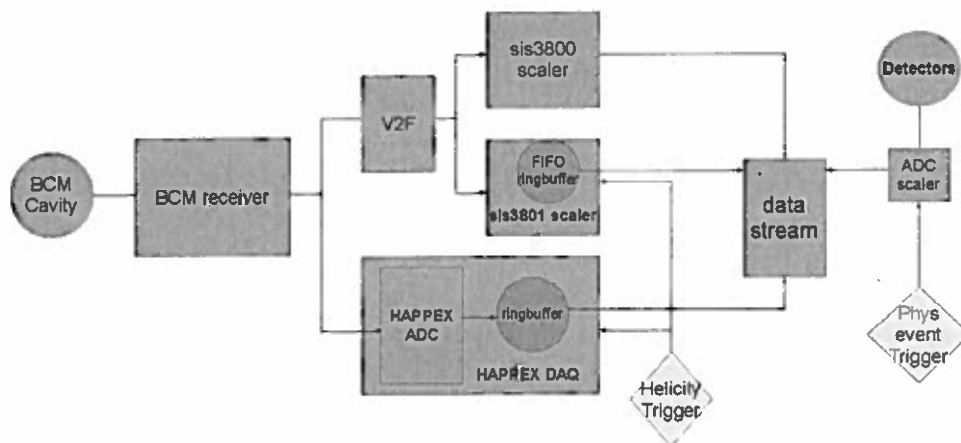 sis3800
scaler
Detectors
V2F
BCM
Cavity
BCM receiver
FIFO
ringbuffer
sis3801 scaler
data
stream
ADC
scaler
HAPPEX
ADC
ringbuffer
HAPPEX DAQ
Helicity
Trigger
Phys
event
Trigger